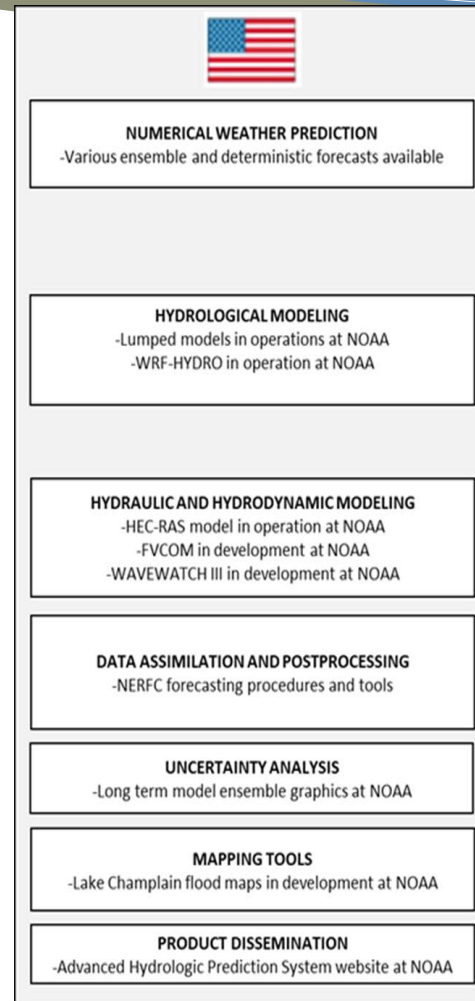 NUMERICAL WEATHER PREDICTION
-Various ensemble and deterministic forecasts available
HYDROLOGICAL MODELING
-Lumped models in operations at NOAA
-WRF-HYDRO in operation at NOAA
HYDRAULIC AND HYDRODYNAMIC MODELING
-HEC-RAS model in operation at NOAA
-FVCOM in development at NOAA
-WAVEWATCH III in development at NOAA
DATA ASSIMILATION AND POSTPROCESSING
-NERFC forecasting procedures and tools
UNCERTAINTY ANALYSIS
-Long term model ensemble graphics at NOAA
MAPPING TOOLS
-Lake Champlain flood maps in development at NOAA
PRODUCT DISSEMINATION
-Advanced Hydrologic Prediction System website at NOAA